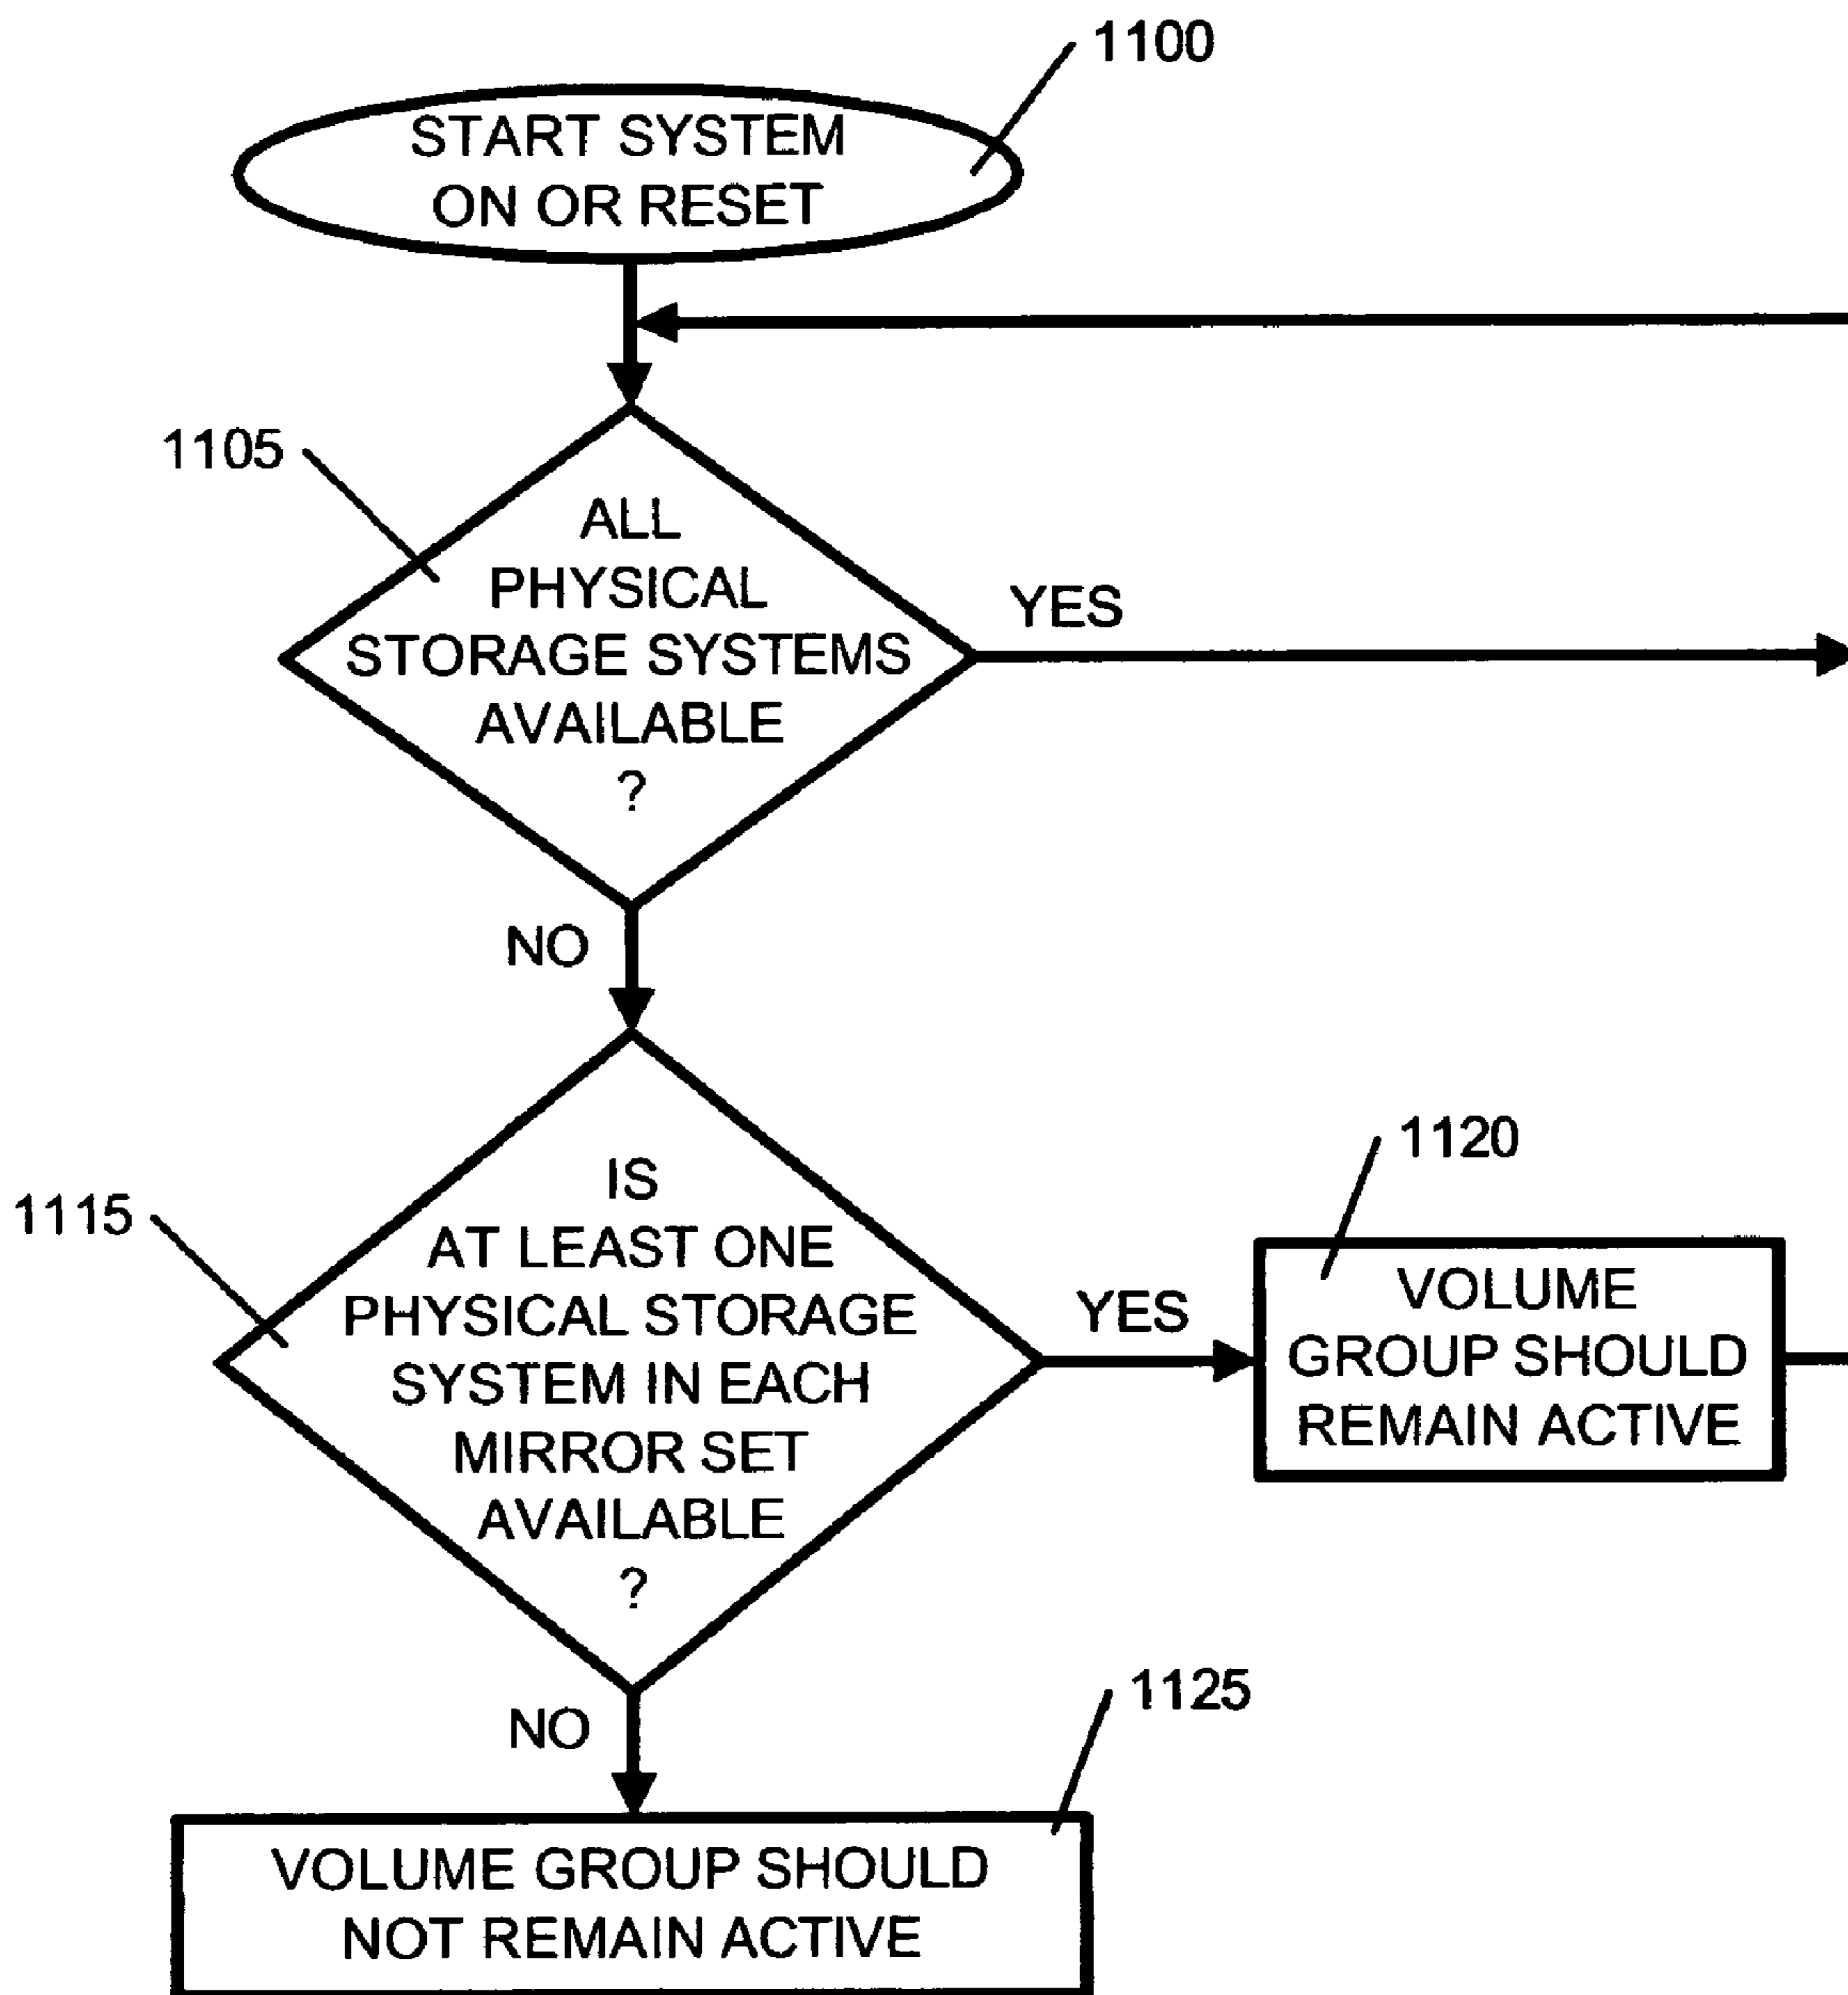 1100
START SYSTEM
ON OR RESET
1105
ALL
PHYSICAL
STORAGE SYSTEMS
AVAILABLE
?
YES
NO
1115
IS
AT LEAST ONE
PHYSICAL STORAGE
SYSTEM IN EACH
MIRROR SET
AVAILABLE
?
YES
1120
VOLUME
GROUP SHOULD
REMAIN ACTIVE
NO
1125
VOLUME GROUP SHOULD
NOT REMAIN ACTIVE